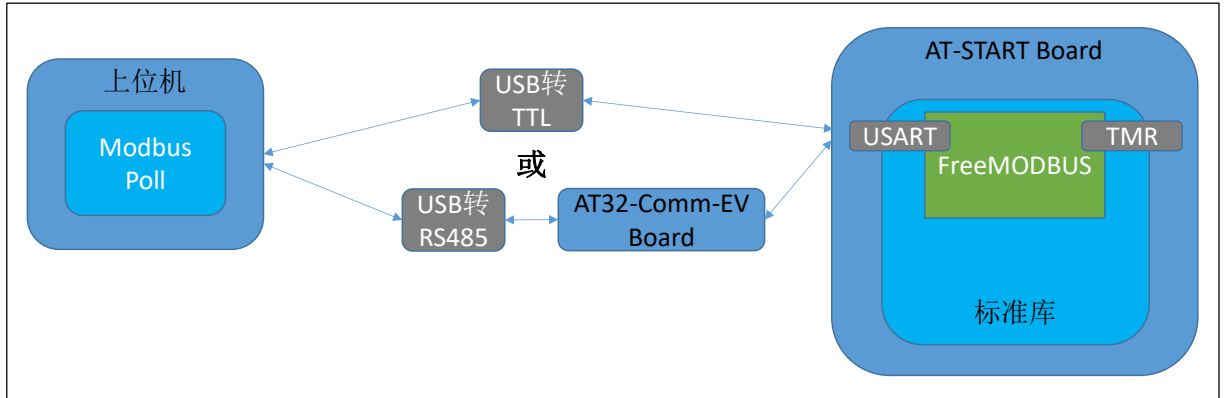 上位机
Modbus
Poll
USB转
TTL
或
USB转
RS485
AT32-Comm-EV
Board
AT-START Board
USART
TMR
FreeMODBUS
标准库